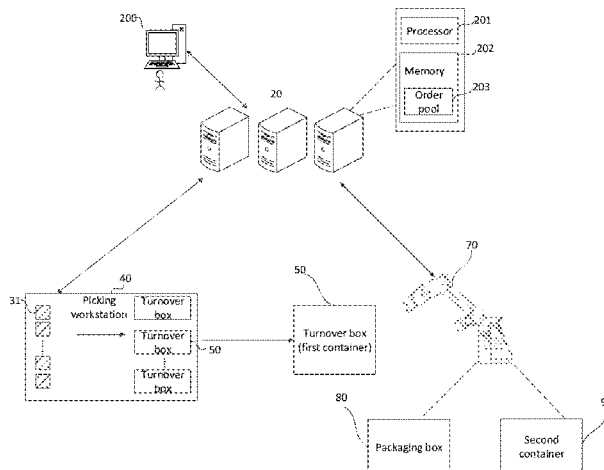 200
201
Processor
202
Memory
Order
pool
203
20
40
31
Picking
workstation
Turnover
box
Turnover
box
50
Turnover
box
50
Turnover box
(first container)
70
80
Packaging box
Second
container